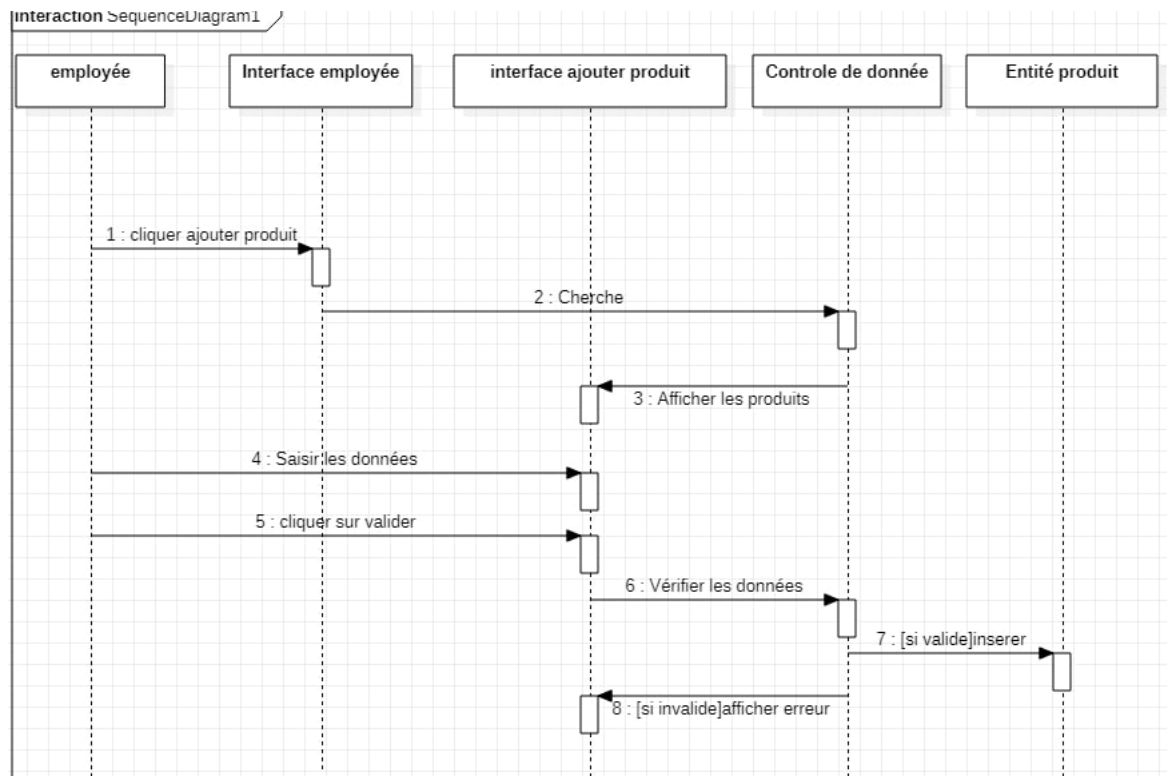 interaction SequenceDiagram1
employée
Interface employée
interface ajouter produit
Controle de donnée
Entité produit
1 : cliquer ajouter produit
2 : Cherche
3 : Afficher les produits
4 : Saisir les données
5 : cliquer sur valider
6 : Vérifier les données
7 : [si valide]inserer
8 : [si invalide]afficher erreur